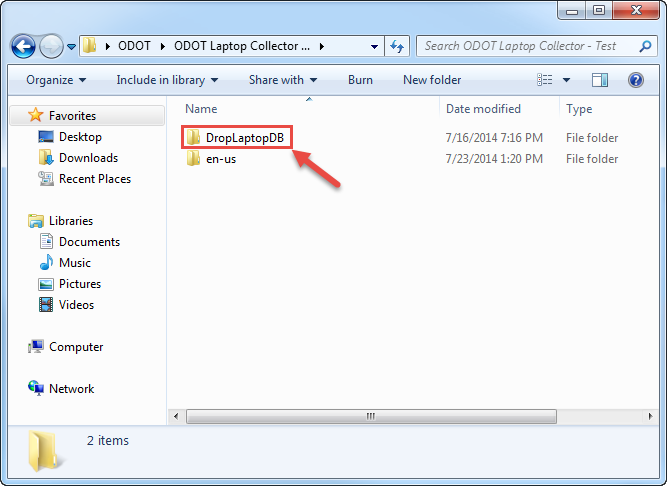 ODOT ODOT Laptop Collector ... Search ODOT Laptop Collector - Test
Organize Include in library Share with Burn New folder
Favorites
Desktop
Downloads
Recent Places
Libraries
Documents
Music
Pictures
Videos
Computer
Network
Name Date modified Type
DropLaptopDB 7/16/2014 7:16 PM File folder
en-us 7/23/2014 1:20 PM File folder
2 items